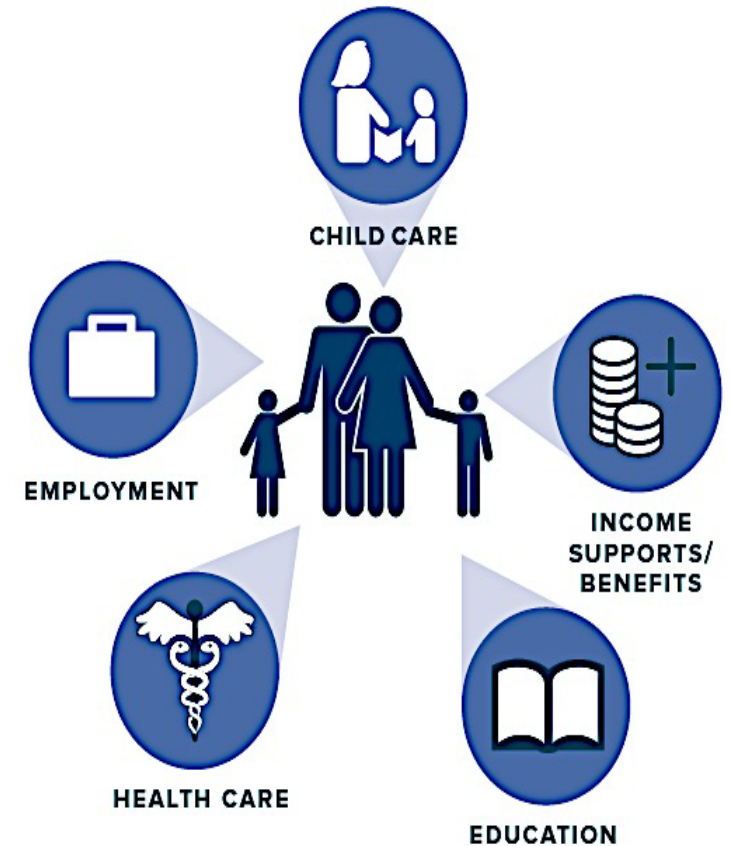 CHILD CARE
EMPLOYMENT
INCOME
SUPPORTS/
BENEFITS
HEALTH CARE
EDUCATION